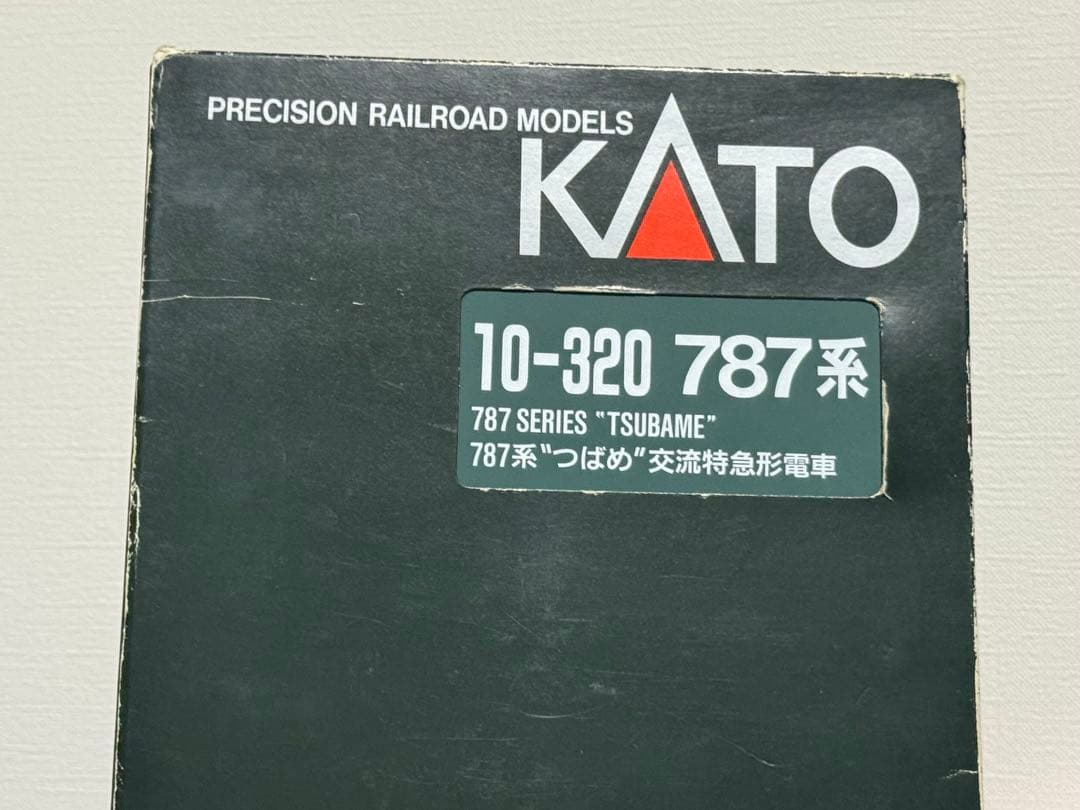 PRECISION RAILROAD MODELS
KATO
10-320 787系
787 SERIES "TSUBAME"
787系"つばめ"交流特急形電車